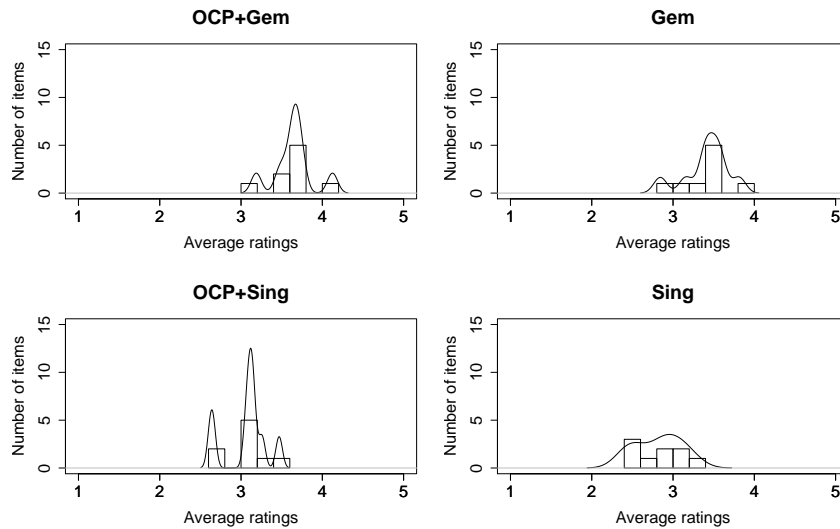 OCP+Gem
Number of items
0 5 10 15
1 2 3 4 5
Average ratings
Gem
Number of items
0 5 10 15
1 2 3 4 5
Average ratings
OCP+Sing
Number of items
0 5 10 15
1 2 3 4 5
Average ratings
Sing
Number of items
0 5 10 15
1 2 3 4 5
Average ratings